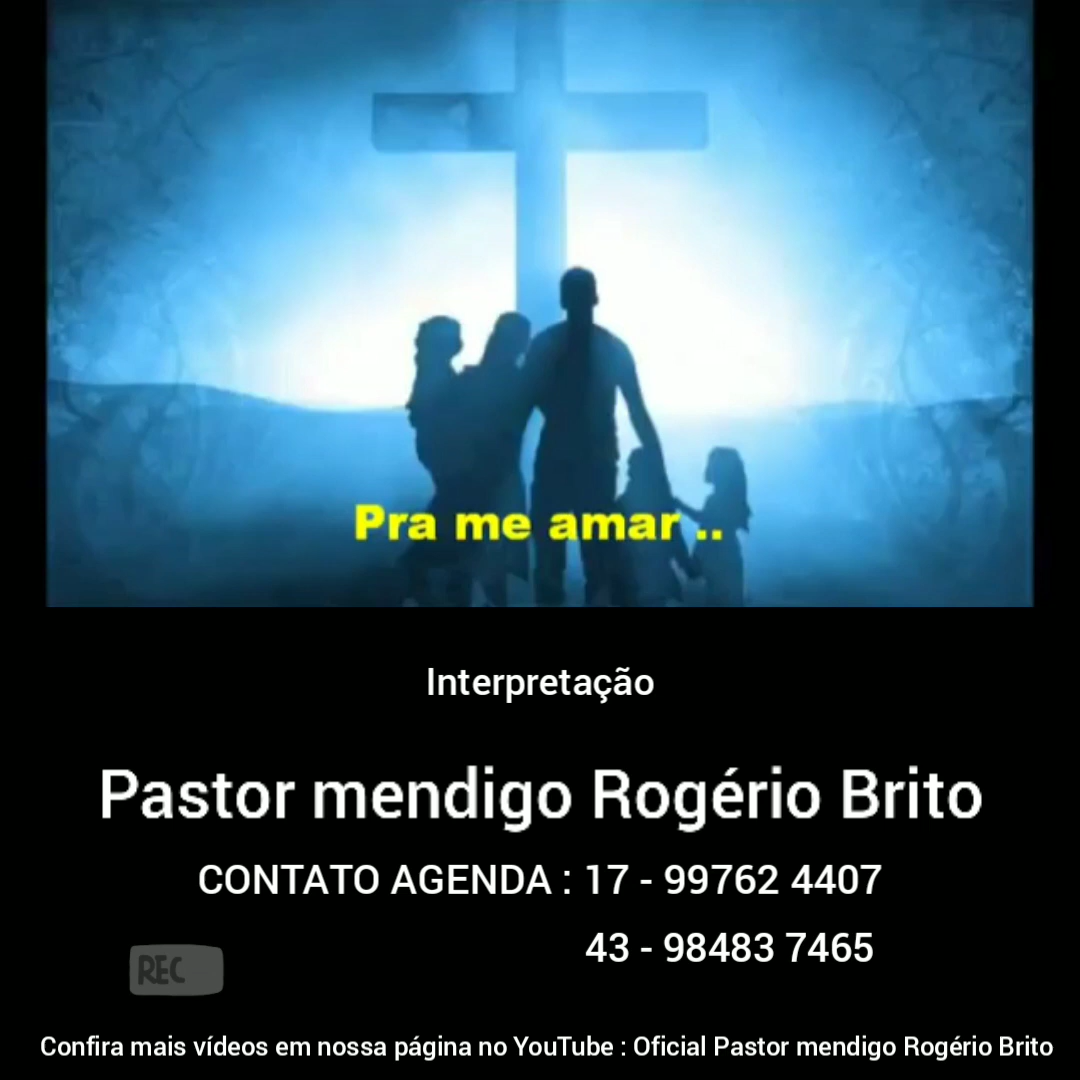 Pra me amar ..
Interpretação
Pastor mendigo Rogério Brito
CONTATO AGENDA : 17 - 99762 4407
43 - 98483 7465
REC
Confira mais vídeos em nossa página no YouTube : Oficial Pastor mendigo Rogério Brito